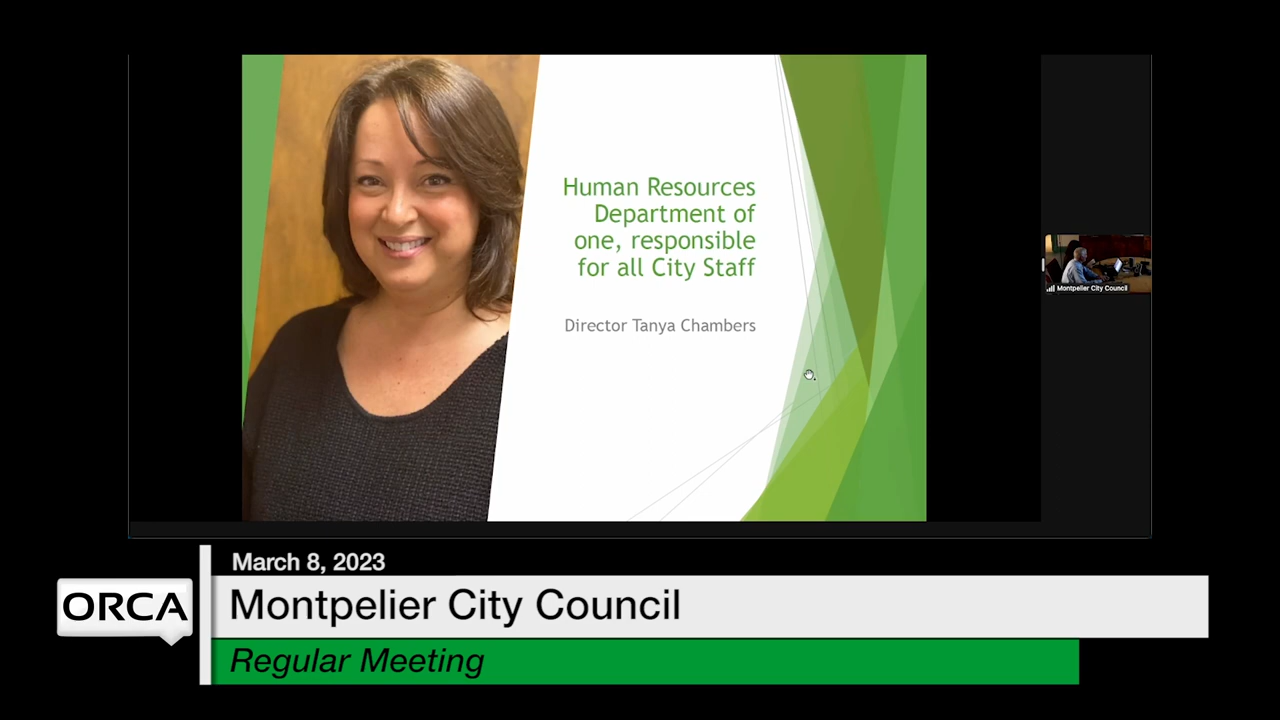 Human Resources
Department of
one, responsible
for all City Staff
Director Tanya Chambers
Montpelier City Council
March 8, 2023
ORCA
Montpelier City Council
Regular Meeting